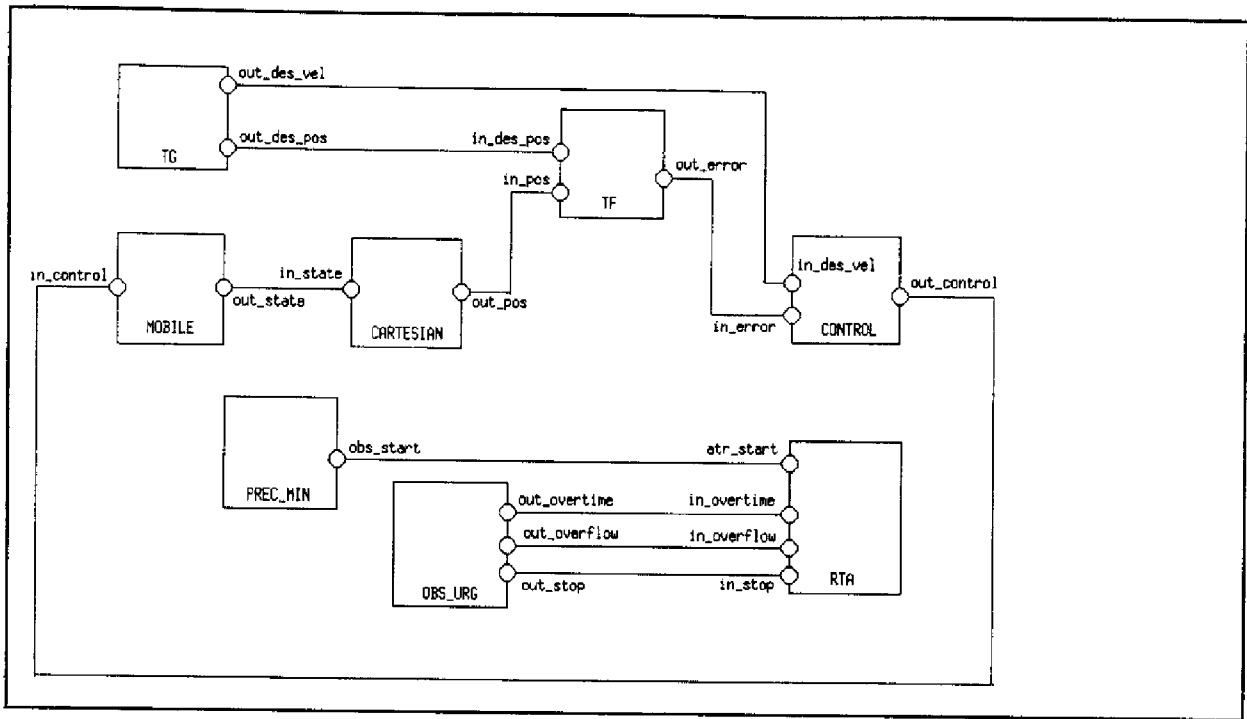 out_des_vel
out_des_pos
TG
in_des_pos
out_error
in_pos
TF
in_control
in_state
out_state
out_pos
MOBILE
CARTESIAN
in_des_vel
out_control
in_error
CONTROL
obs_start
atr_start
PREC_MIN
out_overtime
in_overtime
out_overflow
in_overflow
out_stop
in_stop
OBS_URG
RTA